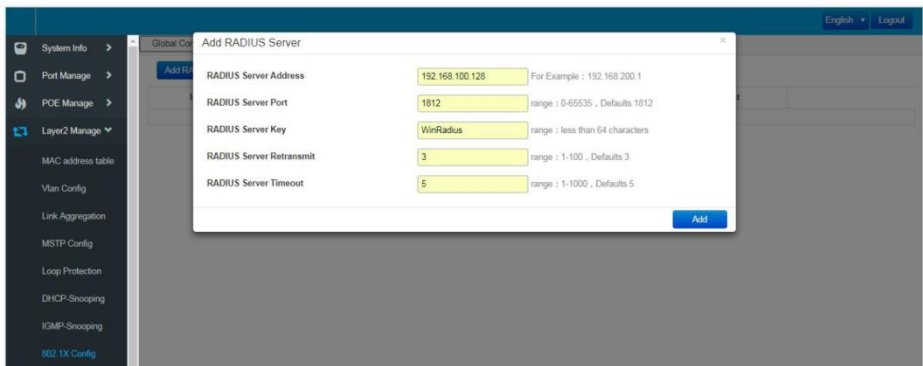 English
Logout
System Info
Port Manage
POE Manage
Layer2 Manage
MAC address table
Vlan Config
Link Aggregation
MSTP Config
Loop Protection
DHCP-Snooping
IGMP-Snooping
802.1X Config
Global Con
Add RA
Add RADIUS Server
RADIUS Server Address 192.168.100.128 For Example : 192.168.200.1
RADIUS Server Port 1812 range : 0-65535 , Defaults 1812
RADIUS Server Key WinRadius range : less than 64 characters
RADIUS Server Retransmit 3 range : 1-100 , Defaults 3
RADIUS Server Timeout 5 range : 1-1000 , Defaults 5
Add